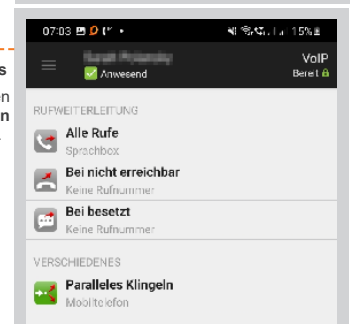 07:03
15%
VoIP
Anwesend
Bereit
s
en
n
RUFWEITERLEITUNG
Alle Rufe
Sprachbox
Bei nicht erreichbar
Keine Rufnummer
Bei besetzt
Keine Rufnummer
VERSCHIEDENES
Paralleles Klingeln
Mobiltelefon